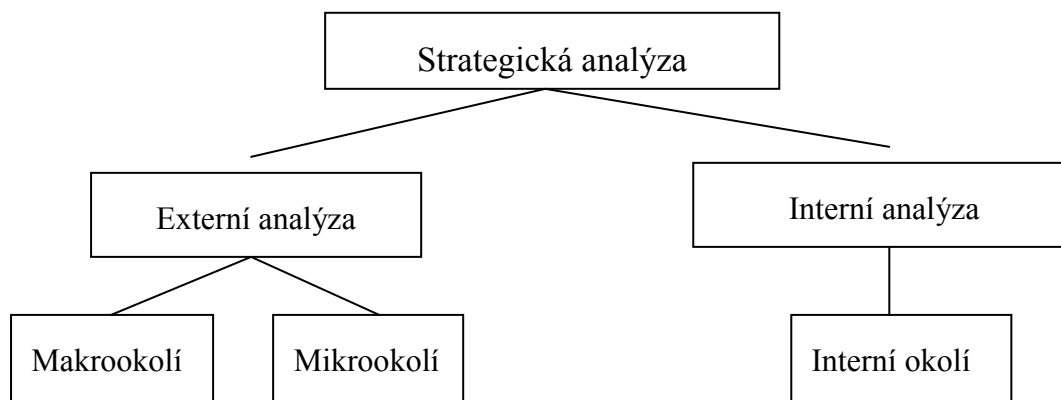 Strategická analýza
Externí analýza
Interní analýza
Makrookolí
Mikrookolí
Interní okolí